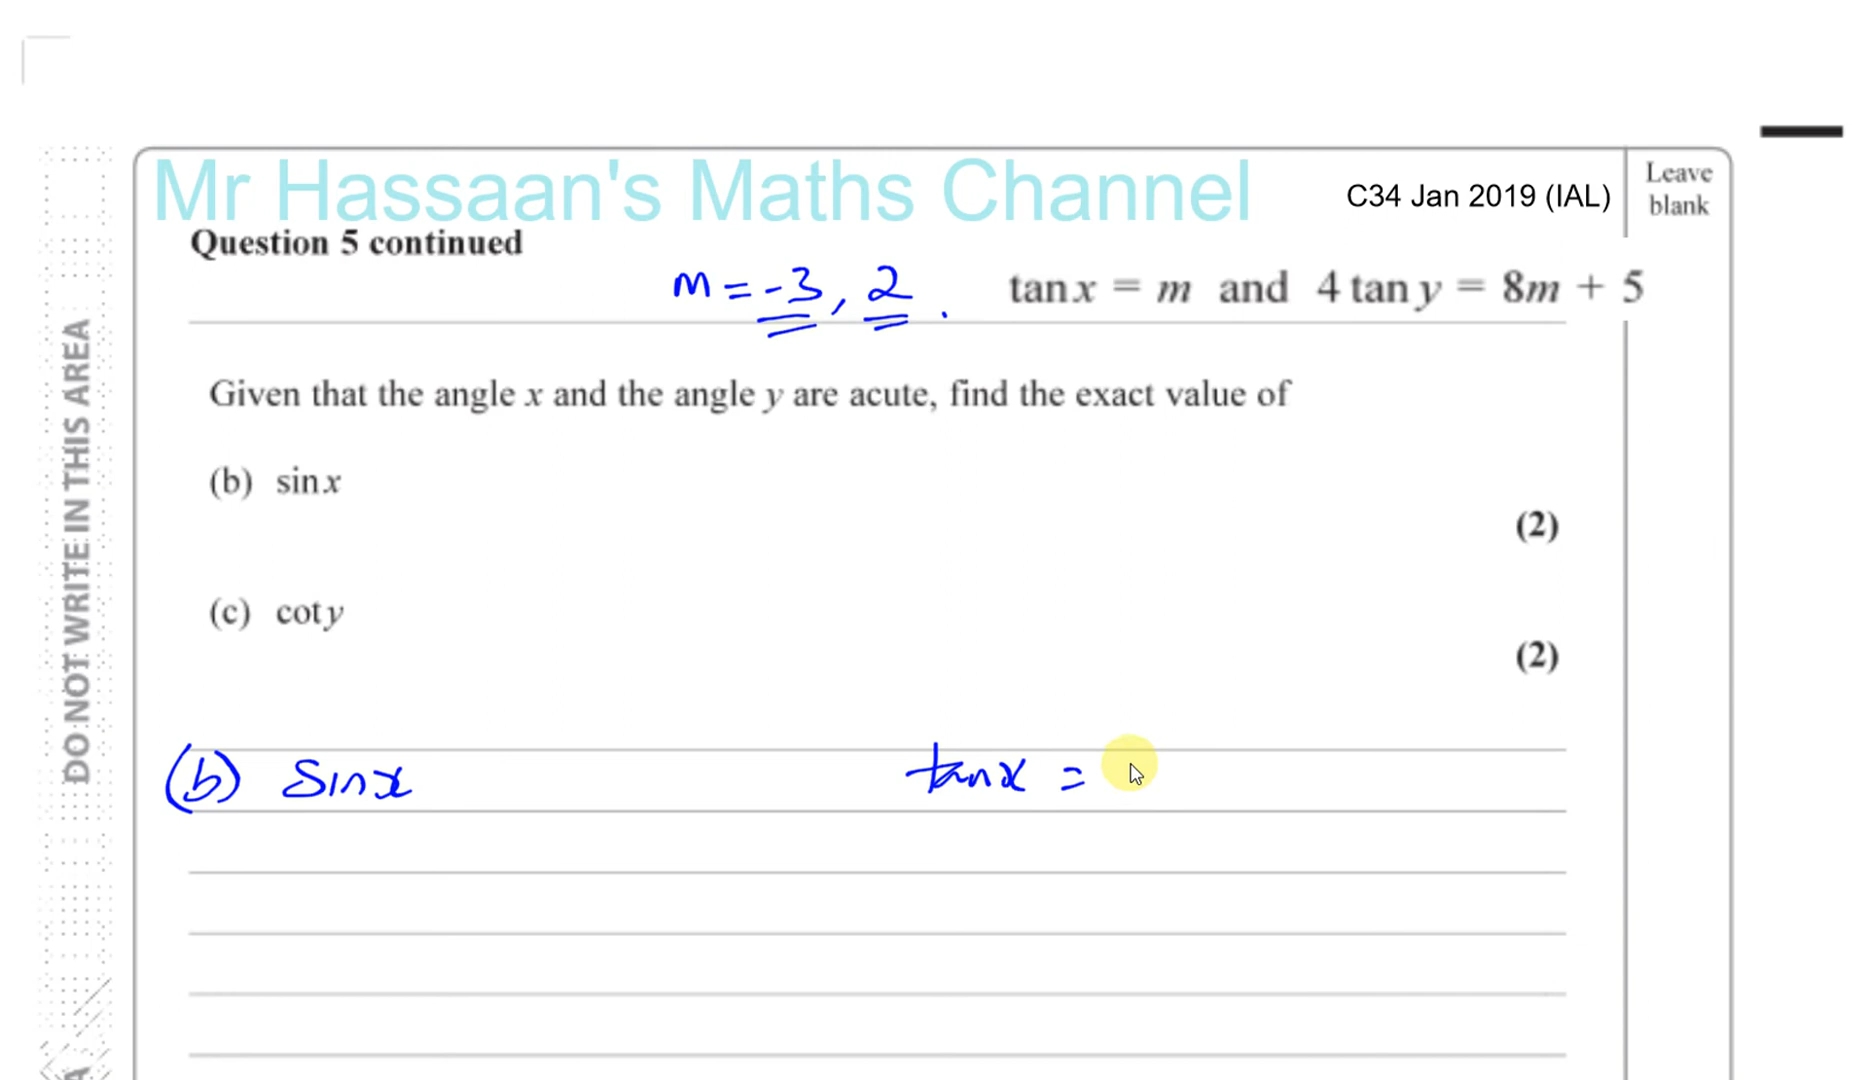 Mr Hassaan's Maths Channel
C34 Jan 2019 (IAL)
Leave
blank
Question 5 continued
m = -3, 2.
tan x = m and 4 tan y = 8m + 5
Given that the angle x and the angle y are acute, find the exact value of
(b) sin x
(2)
(c) cot y
(2)
(b) sin x
tan x =
DO NOT WRITE IN THIS AREA